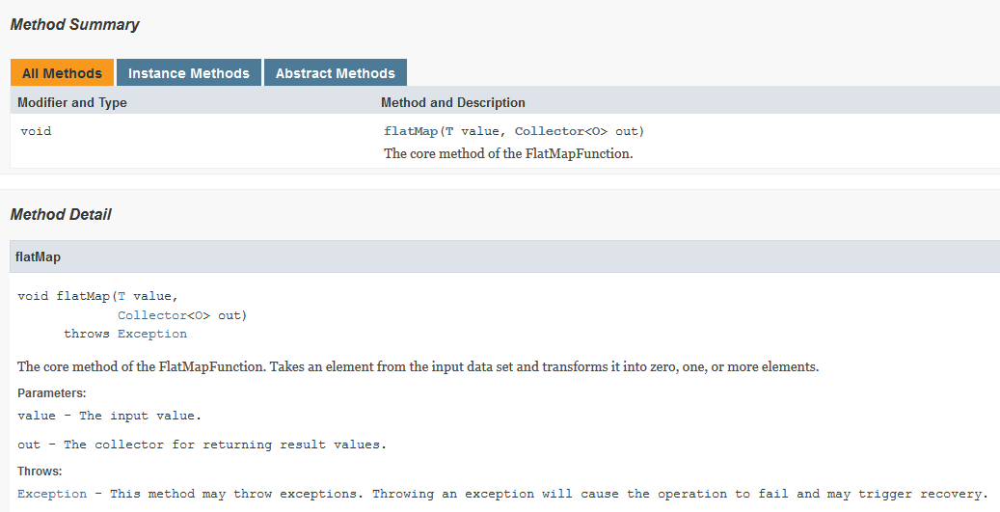 Method Summary
All Methods Instance Methods Abstract Methods
Modifier and Type Method and Description
void flatMap(T value, Collector<O> out)
The core method of the FlatMapFunction.
Method Detail
flatMap
void flatMap(T value,
Collector<O> out)
throws Exception
The core method of the FlatMapFunction. Takes an element from the input data set and transforms it into zero, one, or more elements.
Parameters:
value - The input value.
out - The collector for returning result values.
Throws:
Exception - This method may throw exceptions. Throwing an exception will cause the operation to fail and may trigger recovery.